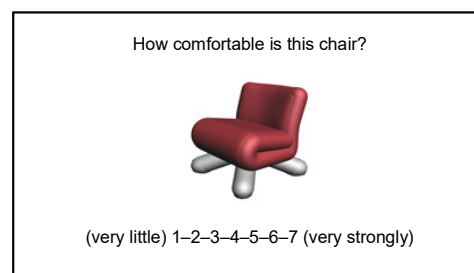 How comfortable is this chair?
(very little) 1–2–3–4–5–6–7 (very strongly)